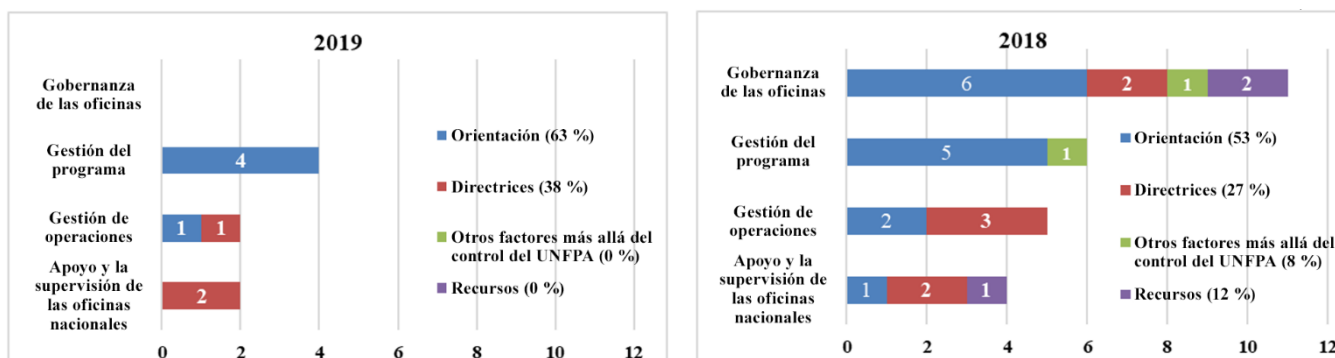 2019
Gobernanza
de las oficinas
Gestión del
programa
4
Gestión de
operaciones
1 1
Apoyo y la
supervisión de
las oficinas
nacionales
2
Orientación (63 %)
Directrices (38 %)
Otros factores más allá del
control del UNFPA (0 %)
Recursos (0 %)
0 2 4 6 8 10 12
2018
Gobernanza
de las oficinas
6 2 1 2
Gestión del
programa
5 1
Gestión de
operaciones
2 3
Apoyo y la
supervisión de
las oficinas
nacionales
1 2 1
Orientación (53 %)
Directrices (27 %)
Otros factores más allá del
control del UNFPA (8 %)
Recursos (12 %)
0 2 4 6 8 10 12